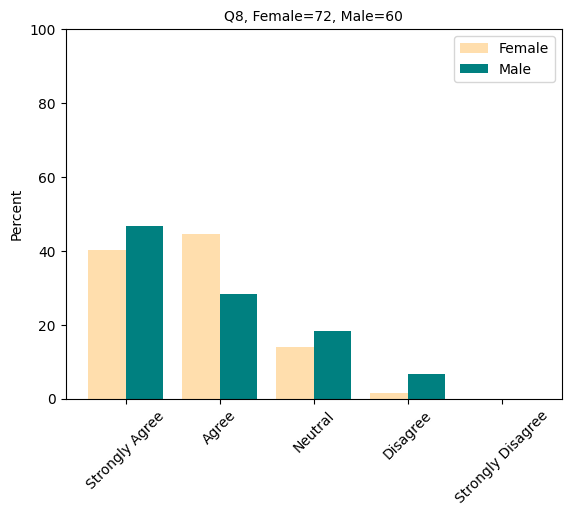 Q8, Female=72, Male=60
100
80
60
40
20
0
Percent
Female
Male
Strongly Agree
Agree
Neutral
Disagree
Strongly Disagree